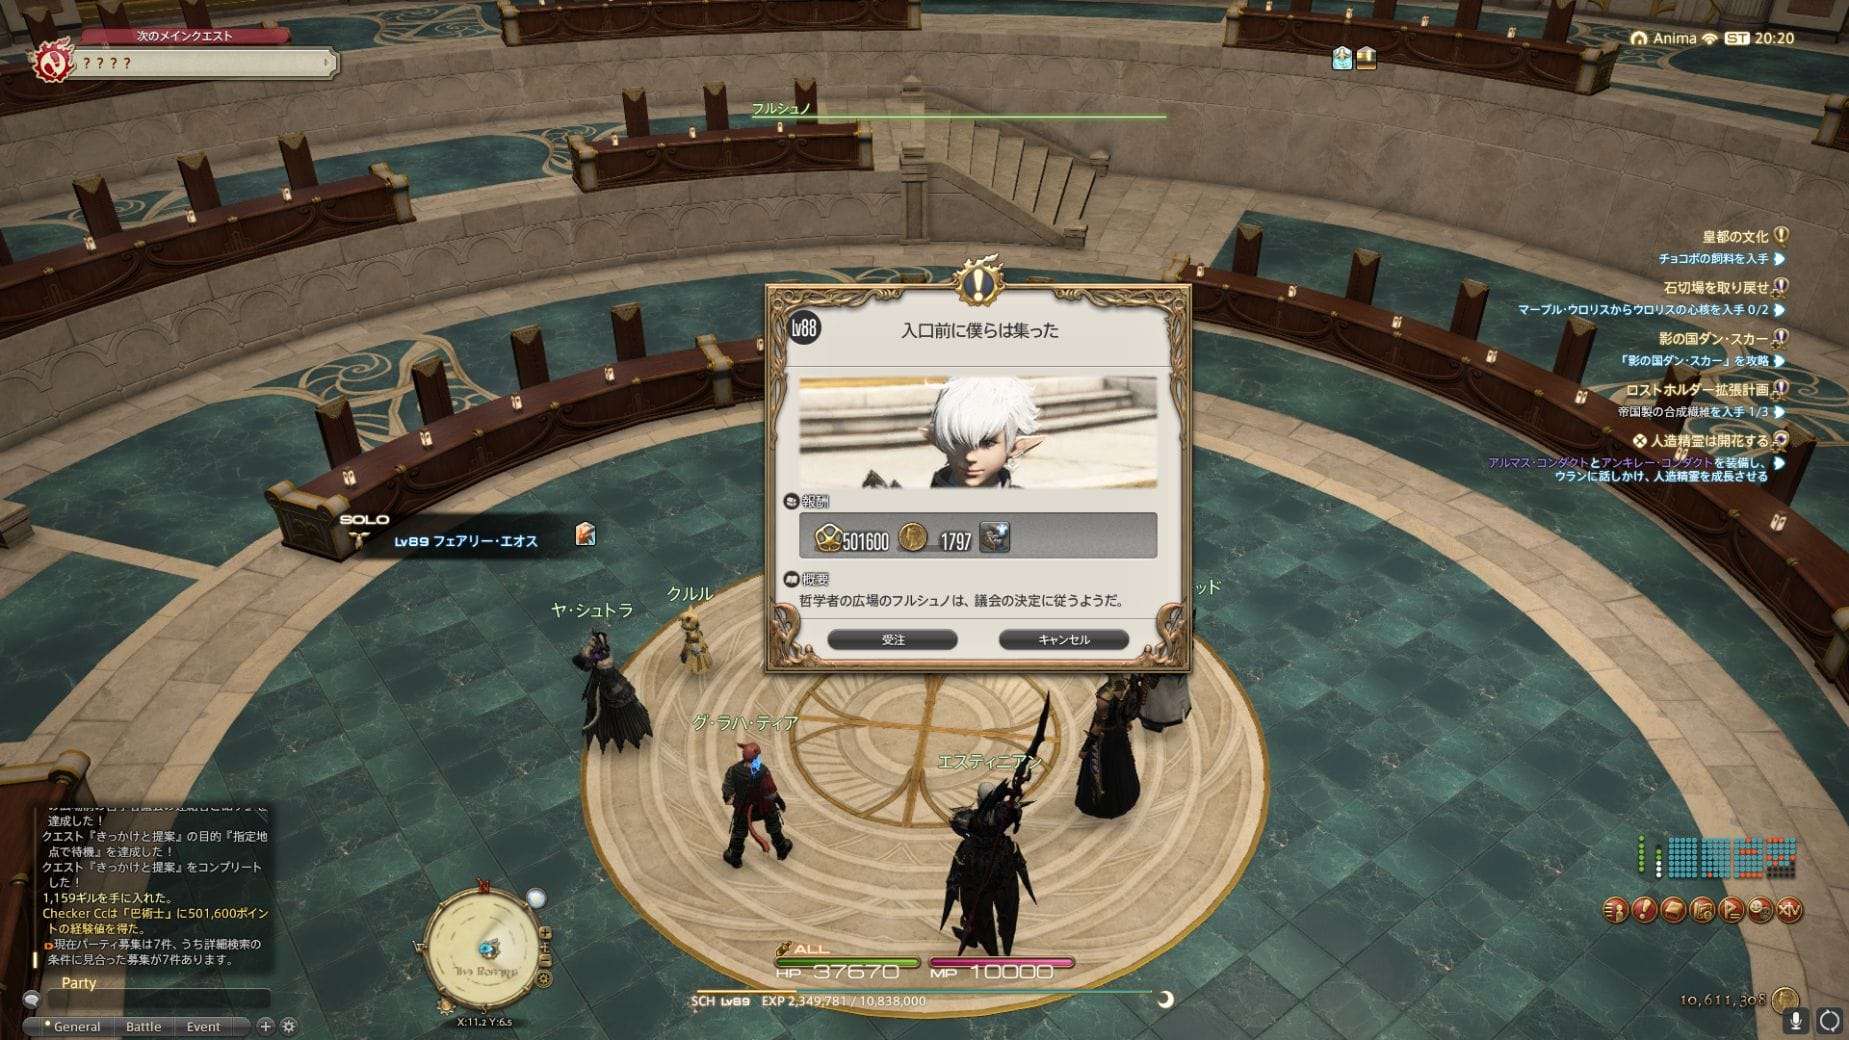 次のメインクエスト
????
Anima ST 20:20
フルシュノ
皇都の文化
チョコボの飼料を入手
石切場を取り戻せ
マーブル・ウロリスからウロリスの心核を入手 0/2
影の国ダン・スカー
「影の国ダン・スカー」を攻略
ロストホルダー拡張計画
帝国製の合成繊維を入手 1/3
人造精霊は開花する
アルマス・コンダクトとアンキレー・コンダクトを装備し、
ウランに話しかけ、人造精霊を成長させる
Lv88
入口前に僕らは集った
報酬
501600 1797
概要
哲学者の広場のフルシュノは、議会の決定に従うようだ。
受注 キャンセル
SOLO
Lv89 フェアリー・エオス
ヤ・シュトラ
クルル
ッド
グ・ラハ・ティア
エスティニアン
達成した！
クエスト『きっかけと提案』の目的『指定地
点で待機』を達成した！
クエスト『きっかけと提案』をコンプリート
した！
1,159ギルを手に入れた。
Checker Ccは「巴術士」に501,600ポイン
トの経験値を得た。
現在パーティ募集は7件、うち詳細検索の
条件に見合った募集が7件あります。
Party
General Battle Event
X:11.2 Y:6.5
ALL
HP 37670 MP 10000
SCH Lv89 EXP 2,349,781 / 10,838,000
XIV
10,611,308